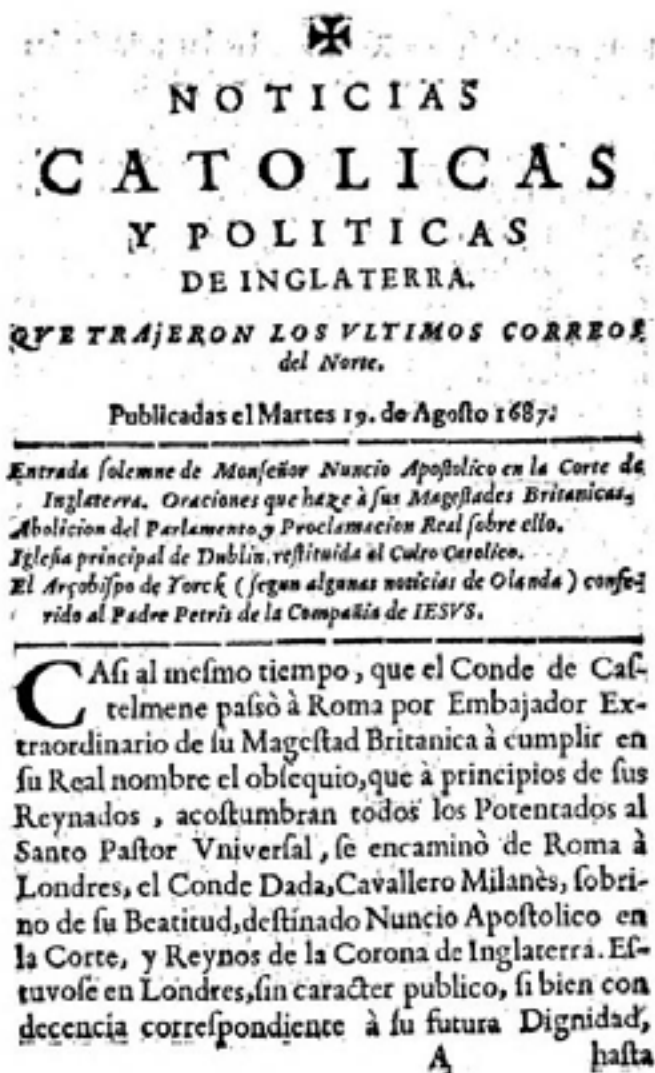 ✠
NOTICIAS
CATOLICAS
Y POLITICAS
DE INGLATERRA.
QVE TRAjERON LOS VLTIMOS CORREOS
del Norte.
Publicadas el Martes 19. de Agoſto 1687.
Entrada ſolemne de Monſeñor Nuncio Apoſtolico en la Corte de
Inglaterra. Oraciones que haze à ſus Mageſtades Britanicas,
Abolicion del Parlamento, y Proclamacion Real ſobre ello.
Igleſia principal de Dublin, reſtituida al Culto Catolico.
El Arçobiſpo de Yorck (ſegun algunas noticias de Olanda) confe-
rido al Padre Petris de la Compañia de IESVS.
CAſi al meſmo tiempo, que el Conde de Caſ-
telmene paſsò à Roma por Embajador Ex-
traordinario de ſu Mageſtad Britanica à cumplir en
ſu Real nombre el obſequio, que à principios de ſus
Reynados, acoſtumbran todos los Potentados al
Santo Paſtor Vniverſal, ſe encaminò de Roma à
Londres, el Conde Dada, Cavallero Milanès, ſobri-
no de ſu Beatitud, deſtinado Nuncio Apoſtolico en
la Corte, y Reynos de la Corona de Inglaterra. Eſ-
tuvoſe en Londres, ſin caracter publico, ſi bien con
decencia correſpondiente à ſu futura Dignidad,
A haſta